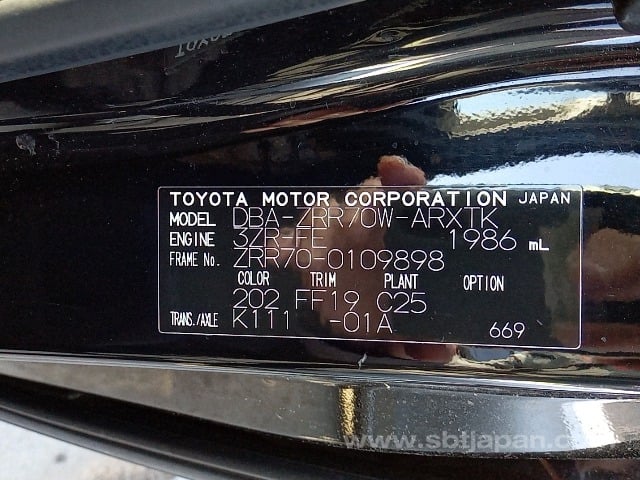 TOYOTA MOTOR CORPORATION JAPAN
MODEL DBA-ZRR70W-ARXTK
ENGINE 3ZR-FE 1986 mL
FRAME No. ZRR70-0109898
COLOR TRIM PLANT OPTION
202 FF19 C25
TRANS./AXLE K111 -01A
669
www.sbtjapan.c